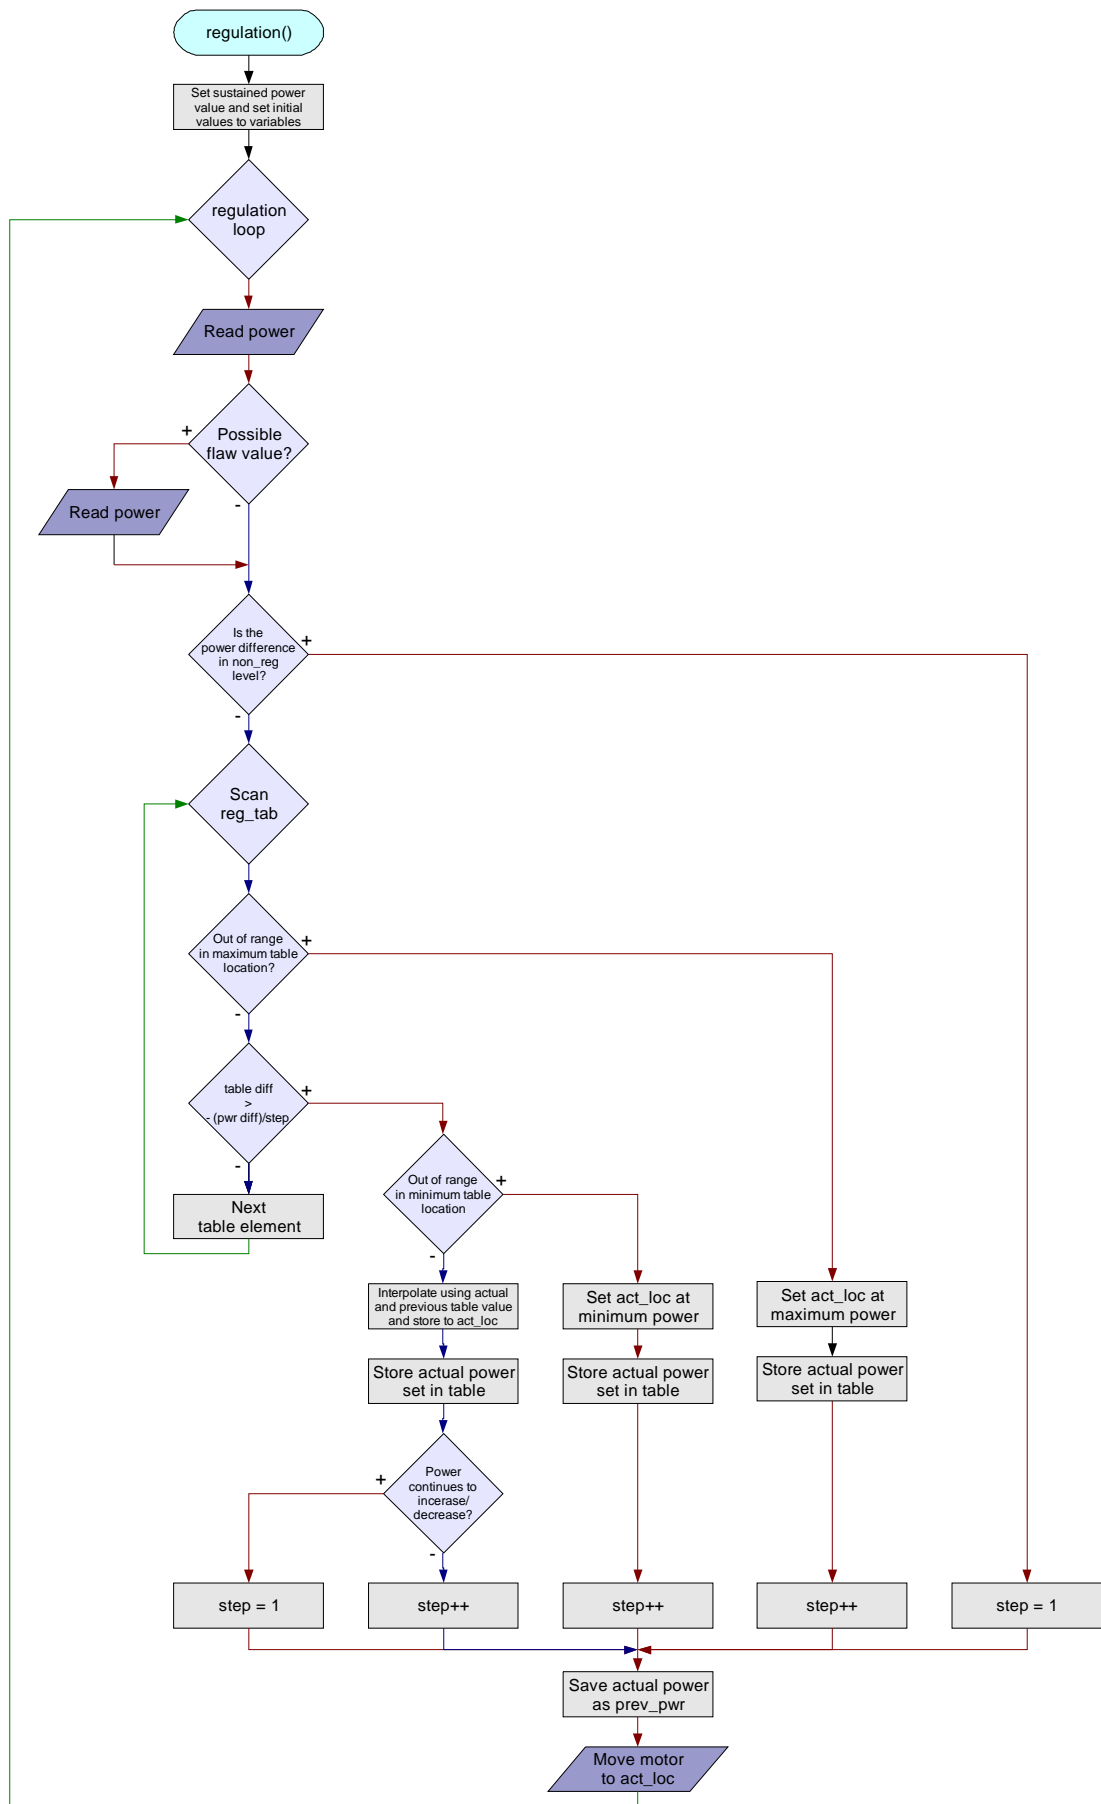 regulation()
Set sustained power
value and set initial
values to variables
regulation
loop
Read power
+
Possible
flaw value?
Read power
-
Is the
power difference
in non_reg
level?
+
-
Scan
reg_tab
Out of range
in maximum table
location?
+
-
table diff
>
- (pwr diff)/step
+
-
Out of range
in minimum table
location
+
Next
table element
-
Interpolate using actual
and previous table value
and store to act_loc
Set act_loc at
minimum power
Set act_loc at
maximum power
Store actual power
set in table
Store actual power
set in table
Store actual power
set in table
+
Power
continues to
incerase/
decrease?
-
step = 1
step++
step++
step++
step = 1
Save actual power
as prev_pwr
Move motor
to act_loc